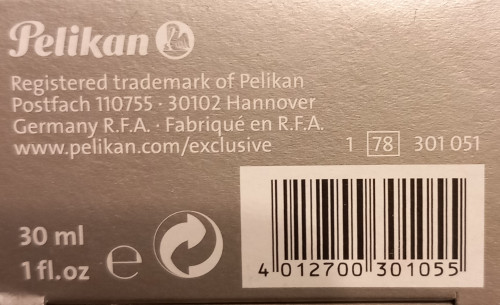 Pelikan
Registered trademark of Pelikan
Postfach 110755 · 30102 Hannover
Germany R.F.A. · Fabriqué en R.F.A.
www.pelikan.com/exclusive
1 78 301 051
30 ml
1 fl.oz e
4 012700 301055